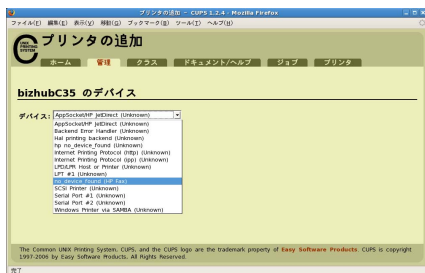 プリンタの追加 - CUPS 1.2.4 - Mozilla Firefox
ファイル(F) 編集(E) 表示(V) 移動(G) ブックマーク(B) ツール(T) ヘルプ(H)
UNIX PRINTING SYSTEM
プリンタの追加
ホーム 管理 クラス ドキュメント/ヘルプ ジョブ プリンタ
bizhubC35 のデバイス
デバイス: AppSocket/HP JetDirect (Unknown)
AppSocket/HP JetDirect (Unknown)
Backend Error Handler (Unknown)
Hal printing backend (Unknown)
hp no_device_found (Unknown)
Internet Printing Protocol (http) (Unknown)
Internet Printing Protocol (ipp) (Unknown)
LPD/LPR Host or Printer (Unknown)
LPT #1 (Unknown)
no_device_found (HP Fax)
SCSI Printer (Unknown)
Serial Port #1 (Unknown)
Serial Port #2 (Unknown)
Windows Printer via SAMBA (Unknown)
The Common UNIX Printing System, CUPS, and the CUPS logo are the trademark property of Easy Software Products. CUPS is copyright
1997-2006 by Easy Software Products, All Rights Reserved.
完了